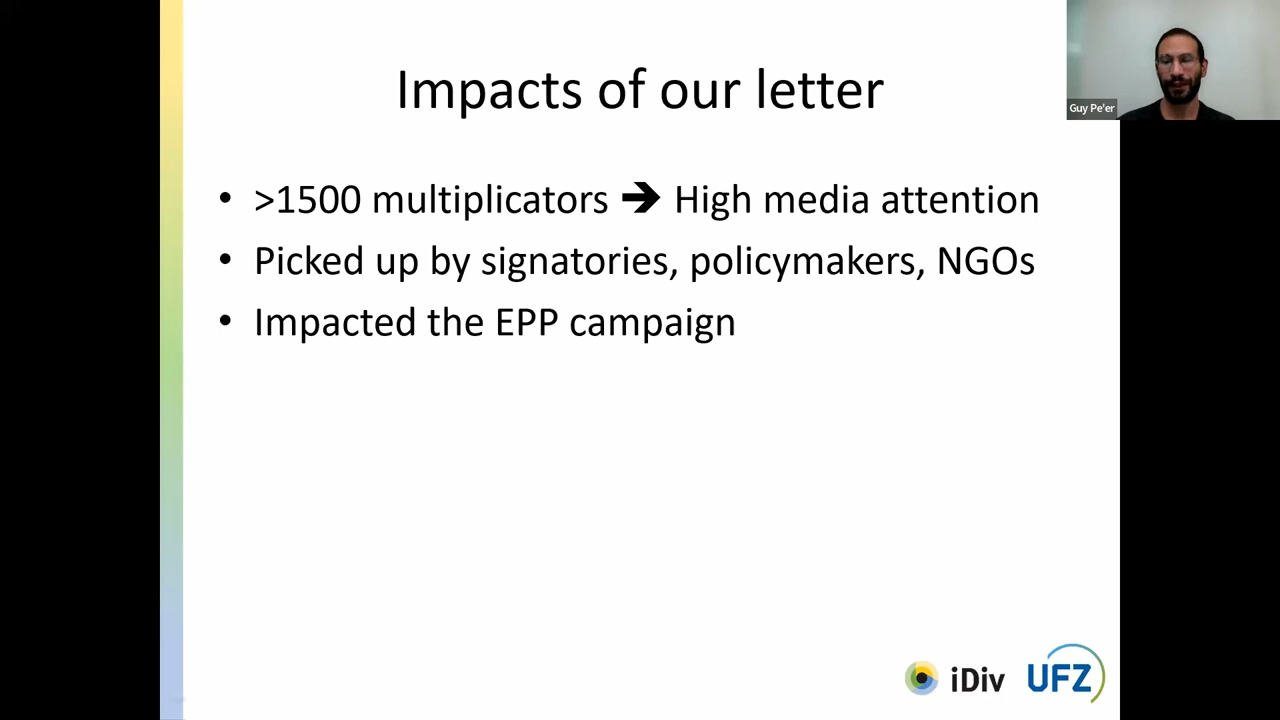 Impacts of our letter
Guy Pe'er
• >1500 multiplicators ➔ High media attention
• Picked up by signatories, policymakers, NGOs
• Impacted the EPP campaign
iDiv
UFZ